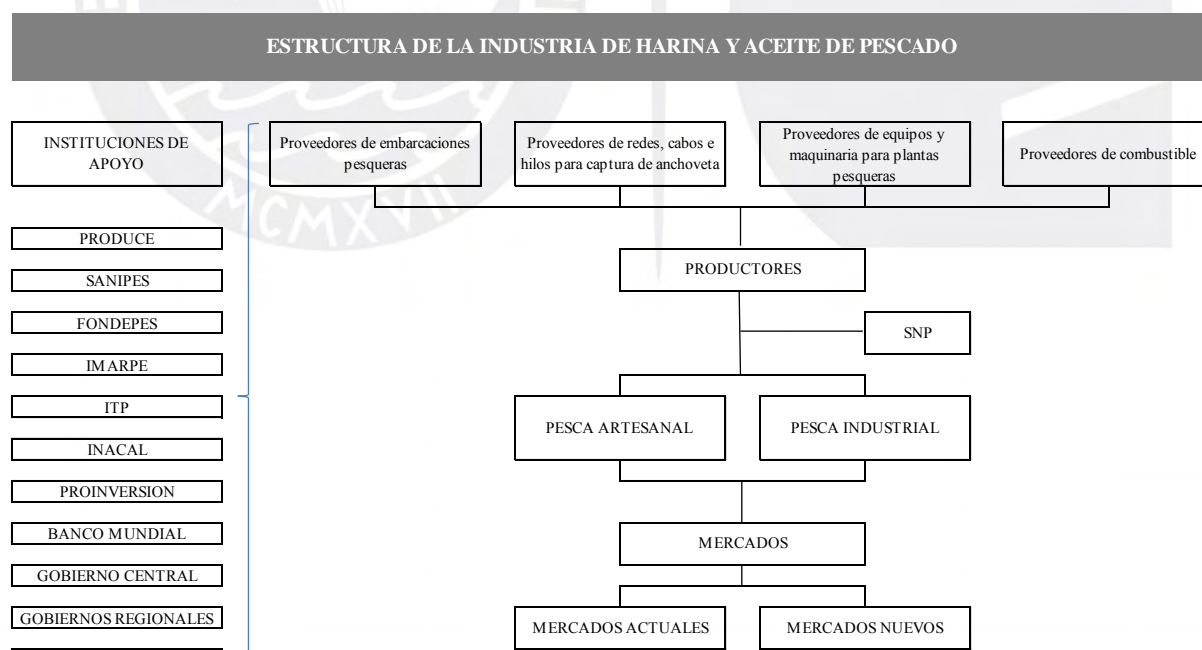 ESTRUCTURA DE LA INDUSTRIA DE HARINA Y ACEITE DE PESCADO
INSTITUCIONES DE
APOYO
Proveedores de embarcaciones
pesqueras
Proveedores de redes, cabos e
hilos para captura de anchoveta
Proveedores de equipos y
maquinaria para plantas
pesqueras
Proveedores de combustible
MCMXVII
PRODUCE
SANIPES
FONDEPES
IMARPE
ITP
INACAL
PROINVERSION
BANCO MUNDIAL
GOBIERNO CENTRAL
GOBIERNOS REGIONALES
PRODUCTORES
SNP
PESCA ARTESANAL
PESCA INDUSTRIAL
MERCADOS
MERCADOS ACTUALES
MERCADOS NUEVOS